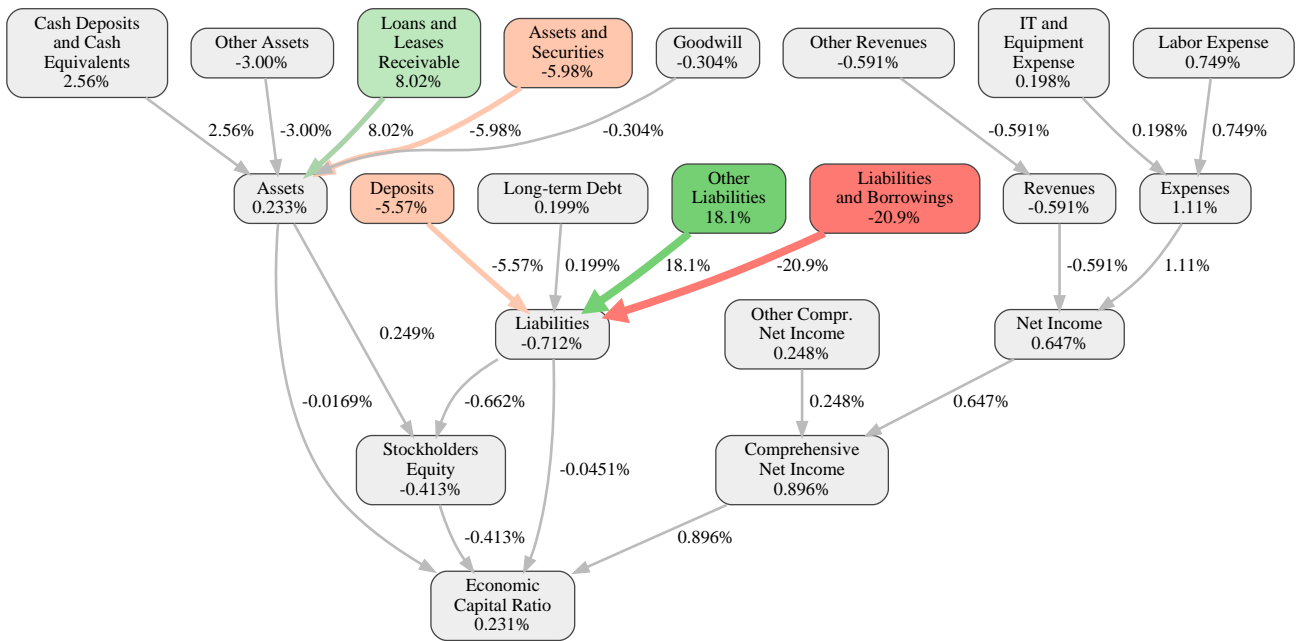 Cash Deposits
and Cash
Equivalents
2.56%
Other Assets
-3.00%
Loans and
Leases
Receivable
8.02%
Assets and
Securities
-5.98%
Goodwill
-0.304%
Other Revenues
-0.591%
IT and
Equipment
Expense
0.198%
Labor Expense
0.749%
2.56%
-3.00%
8.02%
-5.98%
-0.304%
-0.591%
0.198%
0.749%
Assets
0.233%
Deposits
-5.57%
Long-term Debt
0.199%
Other
Liabilities
18.1%
Liabilities
and Borrowings
-20.9%
Revenues
-0.591%
Expenses
1.11%
-5.57%
0.199%
18.1%
-20.9%
-0.591%
1.11%
0.249%
Liabilities
-0.712%
Other Compr.
Net Income
0.248%
Net Income
0.647%
-0.0169%
-0.662%
0.248%
0.647%
Stockholders
Equity
-0.413%
-0.0451%
Comprehensive
Net Income
0.896%
-0.413%
0.896%
Economic
Capital Ratio
0.231%